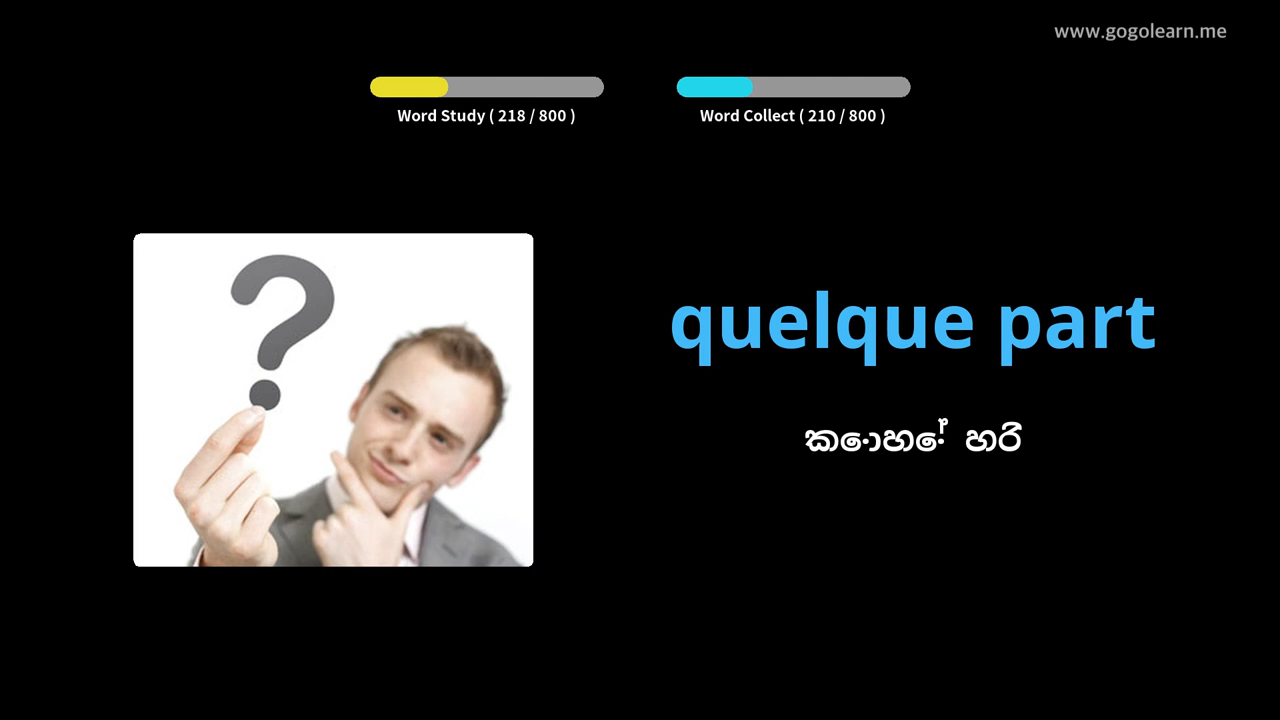 www.gogolearn.me
Word Study ( 218 / 800 )
Word Collect ( 210 / 800 )
quelque part
කොහේ හරි